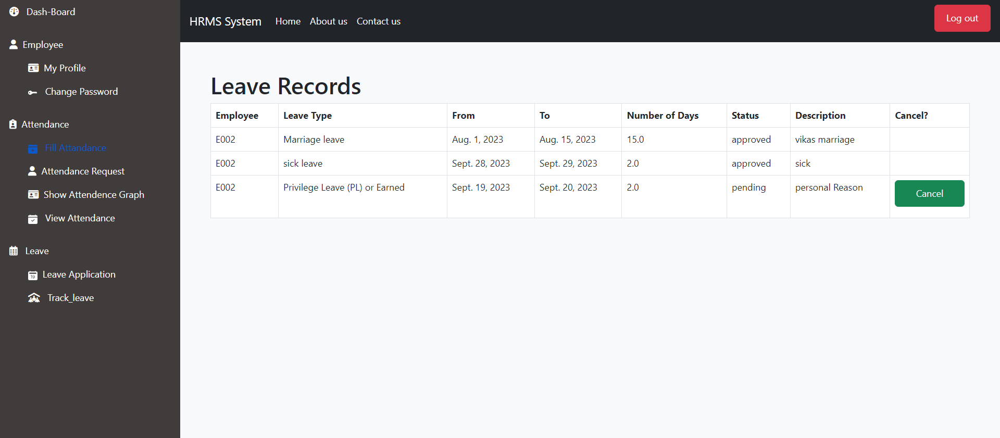 Dash-Board
Employee
My Profile
Change Password
Attendance
Fill Attandance
Attendance Request
Show Attendence Graph
View Attendance
Leave
19
Leave Application
Track_leave
HRMS System Home About us Contact us Log out
Leave Records
Employee Leave Type From To Number of Days Status Description Cancel?
E002 Marriage leave Aug. 1, 2023 Aug. 15, 2023 15.0 approved vikas marriage
E002 sick leave Sept. 28, 2023 Sept. 29, 2023 2.0 approved sick
E002 Privilege Leave (PL) or Earned Sept. 19, 2023 Sept. 20, 2023 2.0 pending personal Reason Cancel